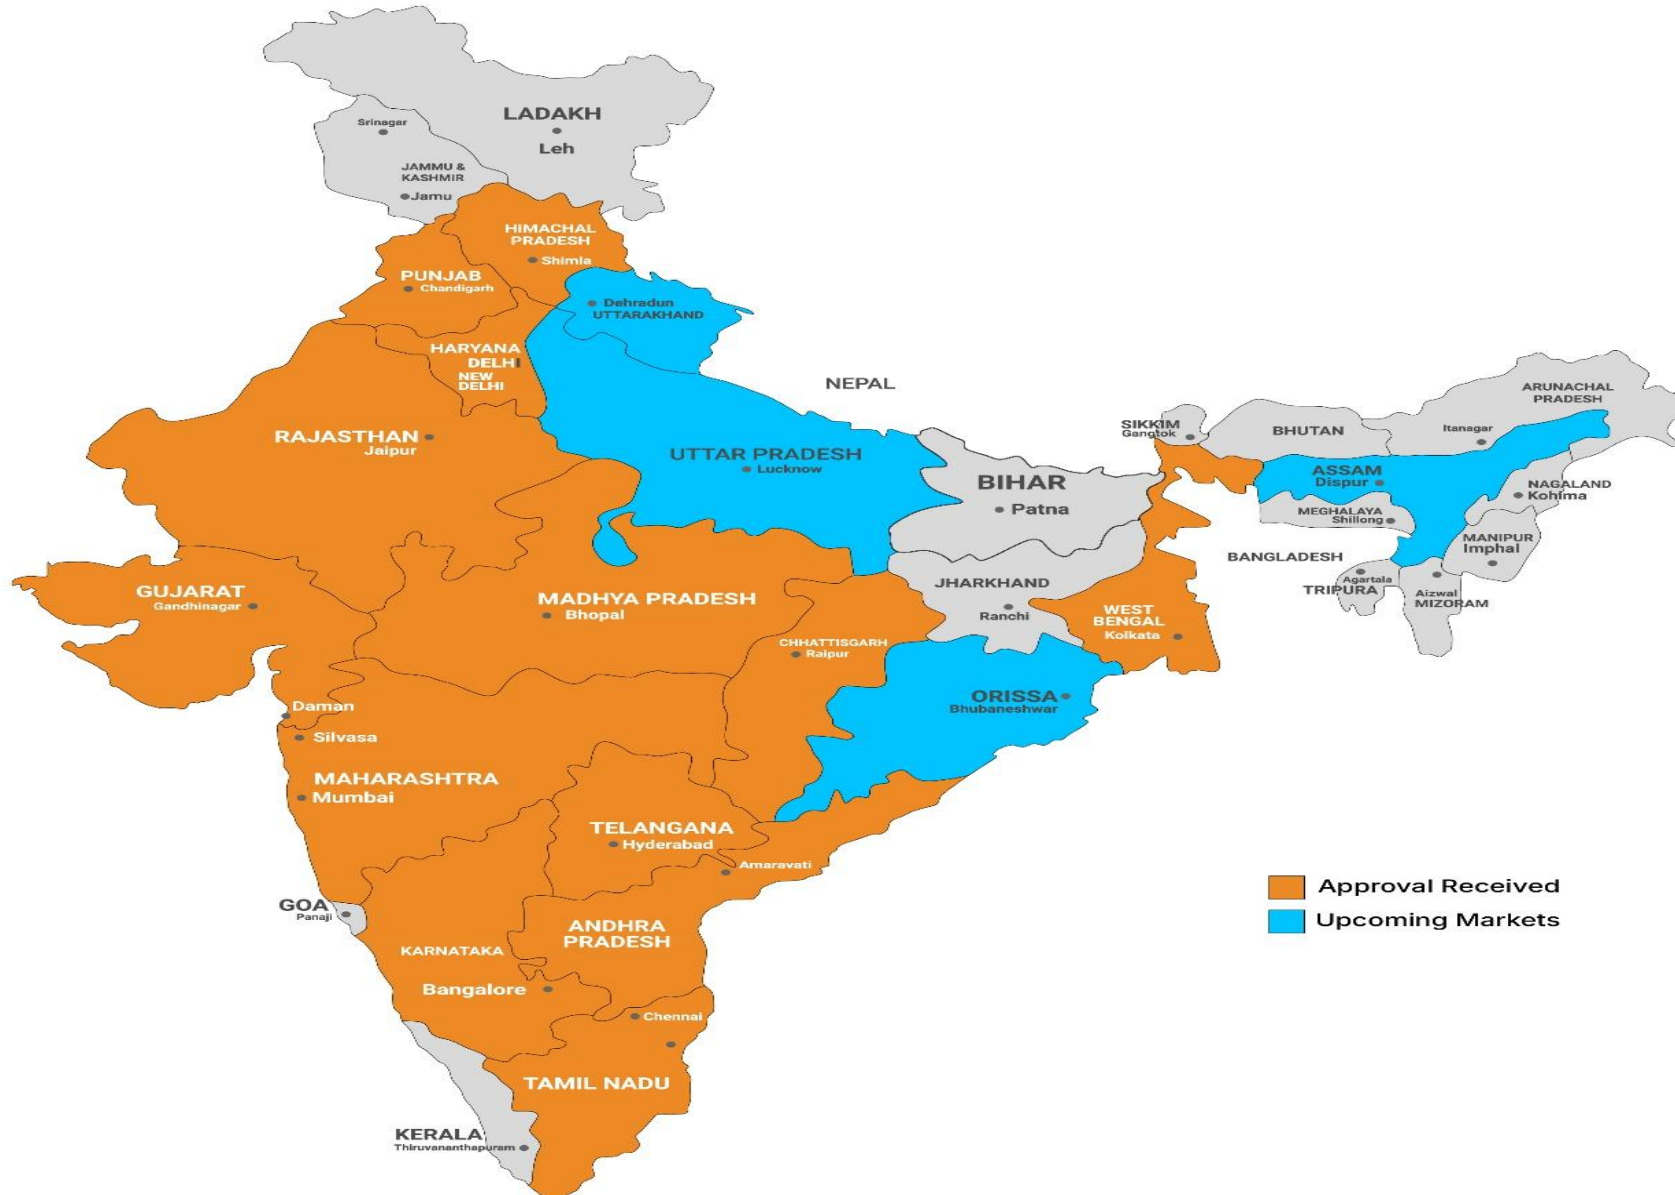 LADAKH
Leh
Srinagar
JAMMU &
KASHMIR
Jamu
HIMACHAL
PRADESH
Shimla
PUNJAB
Chandigarh
Dehradun
UTTARAKHAND
HARYANA
DELHI
NEW
DELHI
NEPAL
RAJASTHAN
Jaipur
UTTAR PRADESH
Lucknow
BIHAR
Patna
SIKKIM
Gangtok
BHUTAN
ARUNACHAL
PRADESH
Itanagar
ASSAM
Dispur
NAGALAND
Kohima
MEGHALAYA
Shillong
MANIPUR
Imphal
BANGLADESH
Agartala
TRIPURA
Aizwal
MIZORAM
GUJARAT
Gandhinagar
MADHYA PRADESH
Bhopal
JHARKHAND
Ranchi
WEST
BENGAL
Kolkata
CHHATTISGARH
Raipur
ORISSA
Bhubaneshwar
Daman
Silvasa
MAHARASHTRA
Mumbai
TELANGANA
Hyderabad
Amaravati
GOA
Panaji
ANDHRA
PRADESH
KARNATAKA
Bangalore
Chennai
TAMIL NADU
KERALA
Thiruvananthapuram
Approval Received
Upcoming Markets